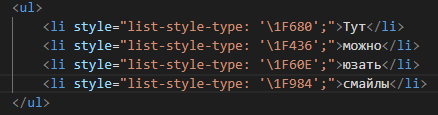 <ul>
<li style="list-style-type: '\1F680';">Тут</li>
<li style="list-style-type: '\1F436';">можно</li>
<li style="list-style-type: '\1F60E';">юзать</li>
<li style="list-style-type: '\1F984';">смайлы</li>
</ul>